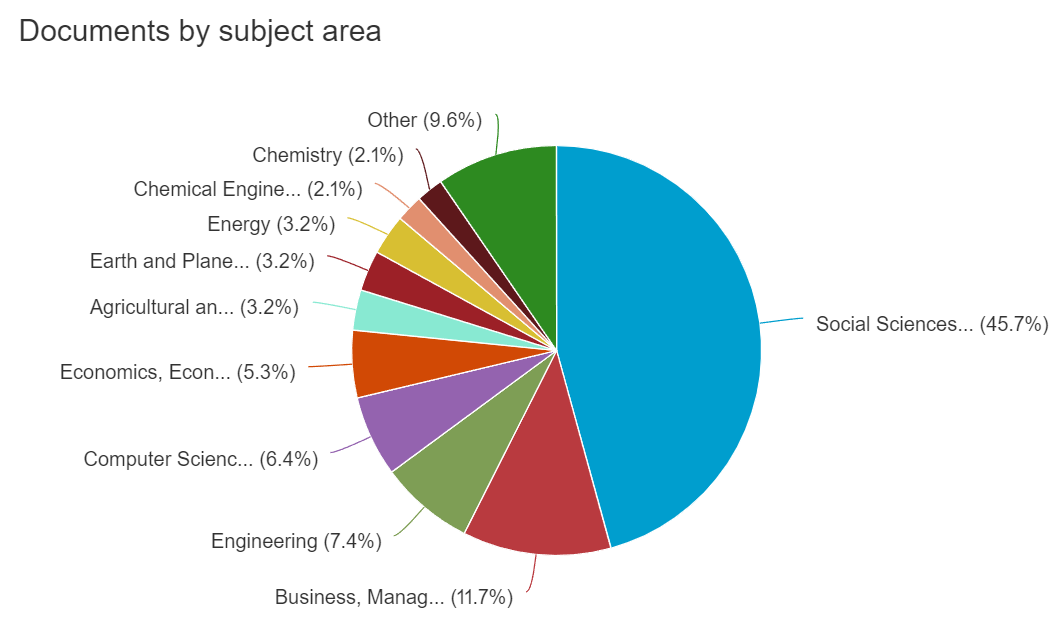 Documents by subject area
Other (9.6%)
Chemistry (2.1%)
Chemical Engine... (2.1%)
Energy (3.2%)
Earth and Plane... (3.2%)
Agricultural an... (3.2%)
Social Sciences... (45.7%)
Economics, Econ... (5.3%)
Computer Scienc... (6.4%)
Engineering (7.4%)
Business, Manag... (11.7%)